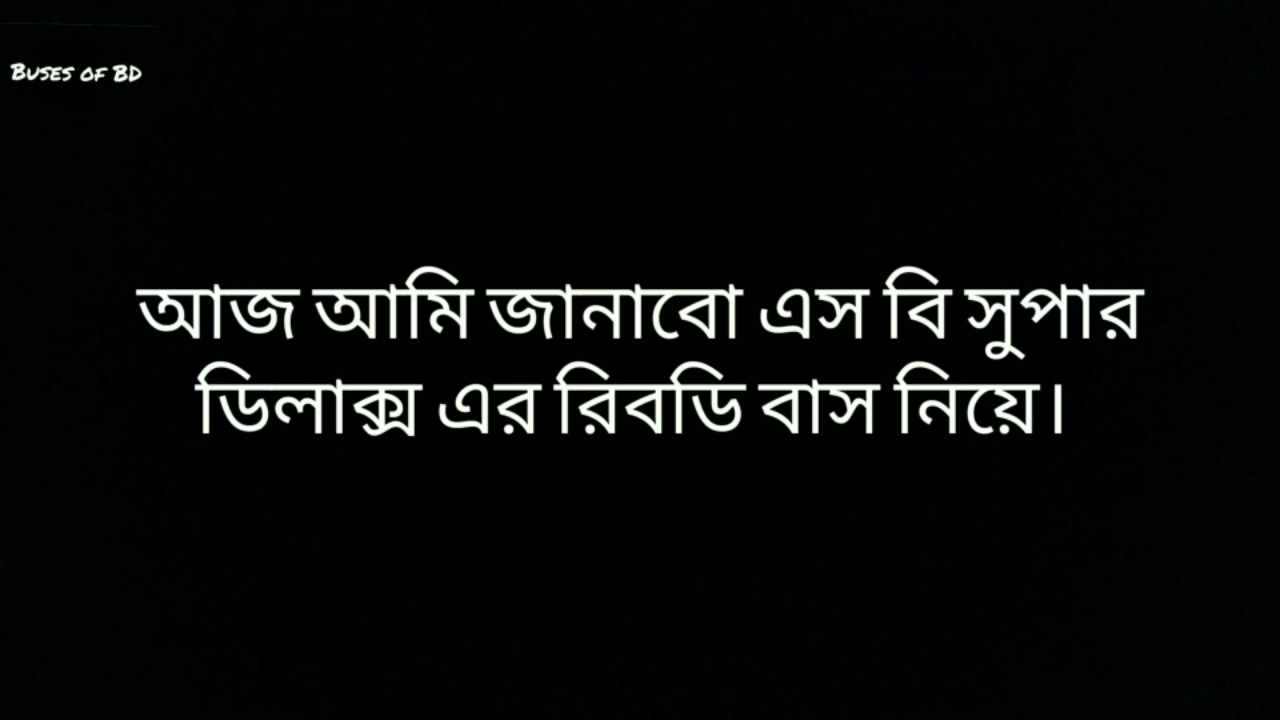 Buses of BD
আজ আমি জানাবো এস বি সুপার
ডিলাক্স এর রিবডি বাস নিয়ে।